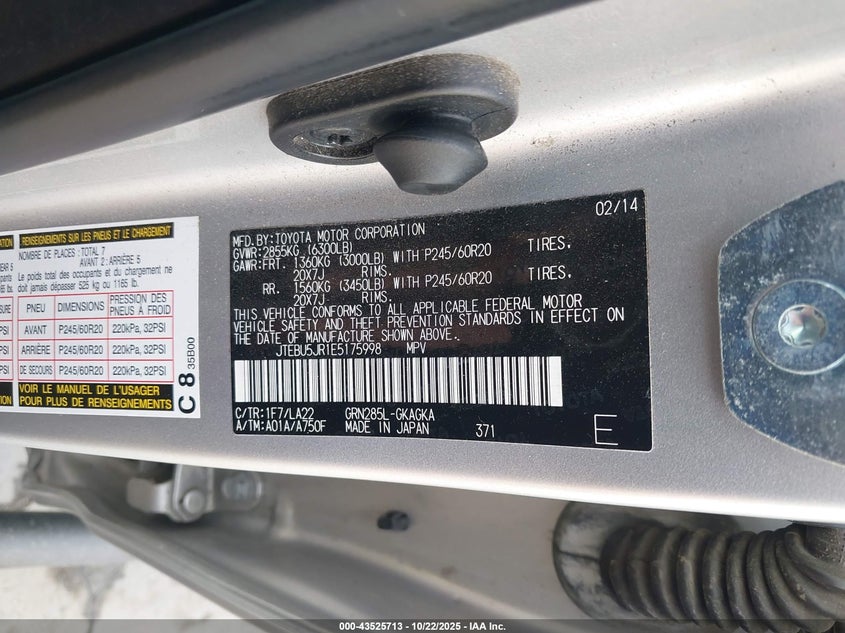 ATION
RENSEIGNEMENTS SUR LES PNEUS ET LE CHARGEMENT
NOMBRE DE PLACES: TOTAL 7
AVANT 2: ARRIÈRE 5
Le poids total des occupants et du chargement ne
doit jamais dépasser 528 kg ou 1165 lb.
PNEU DIMENSIONS PRESSION DES PNEUS À FROID
AVANT P245/60R20 220kPa, 32PSI
ARRIÈRE P245/60R20 220kPa, 32PSI
DE SECOURS P245/60R20 220kPa, 32PSI
VOIR LE MANUEL DE L'USAGER
POUR PLUS DE RENSEIGNEMENTS
C 8 35B00
02/14
MFD.BY:TOYOTA MOTOR CORPORATION
GVWR:2855KG (6300LB)
GAWR:FRT. 1360KG (3000LB) WITH P245/60R20 TIRES,
20X7J RIMS.
RR. 1560KG (3450LB) WITH P245/60R20 TIRES,
20X7J RIMS.
THIS VEHICLE CONFORMS TO ALL APPLICABLE FEDERAL MOTOR
VEHICLE SAFETY AND THEFT PREVENTION STANDARDS IN EFFECT ON
THE DATE OF MANUFACTURE SHOWN ABOVE.
JTEBU5JR1E5175998 MPV
C/TR:1F7/LA22 GRN285L-GKAGKA
A/TM:A01A/A750F MADE IN JAPAN 371 E
000-43525713 - 10/22/2025 - IAA Inc.